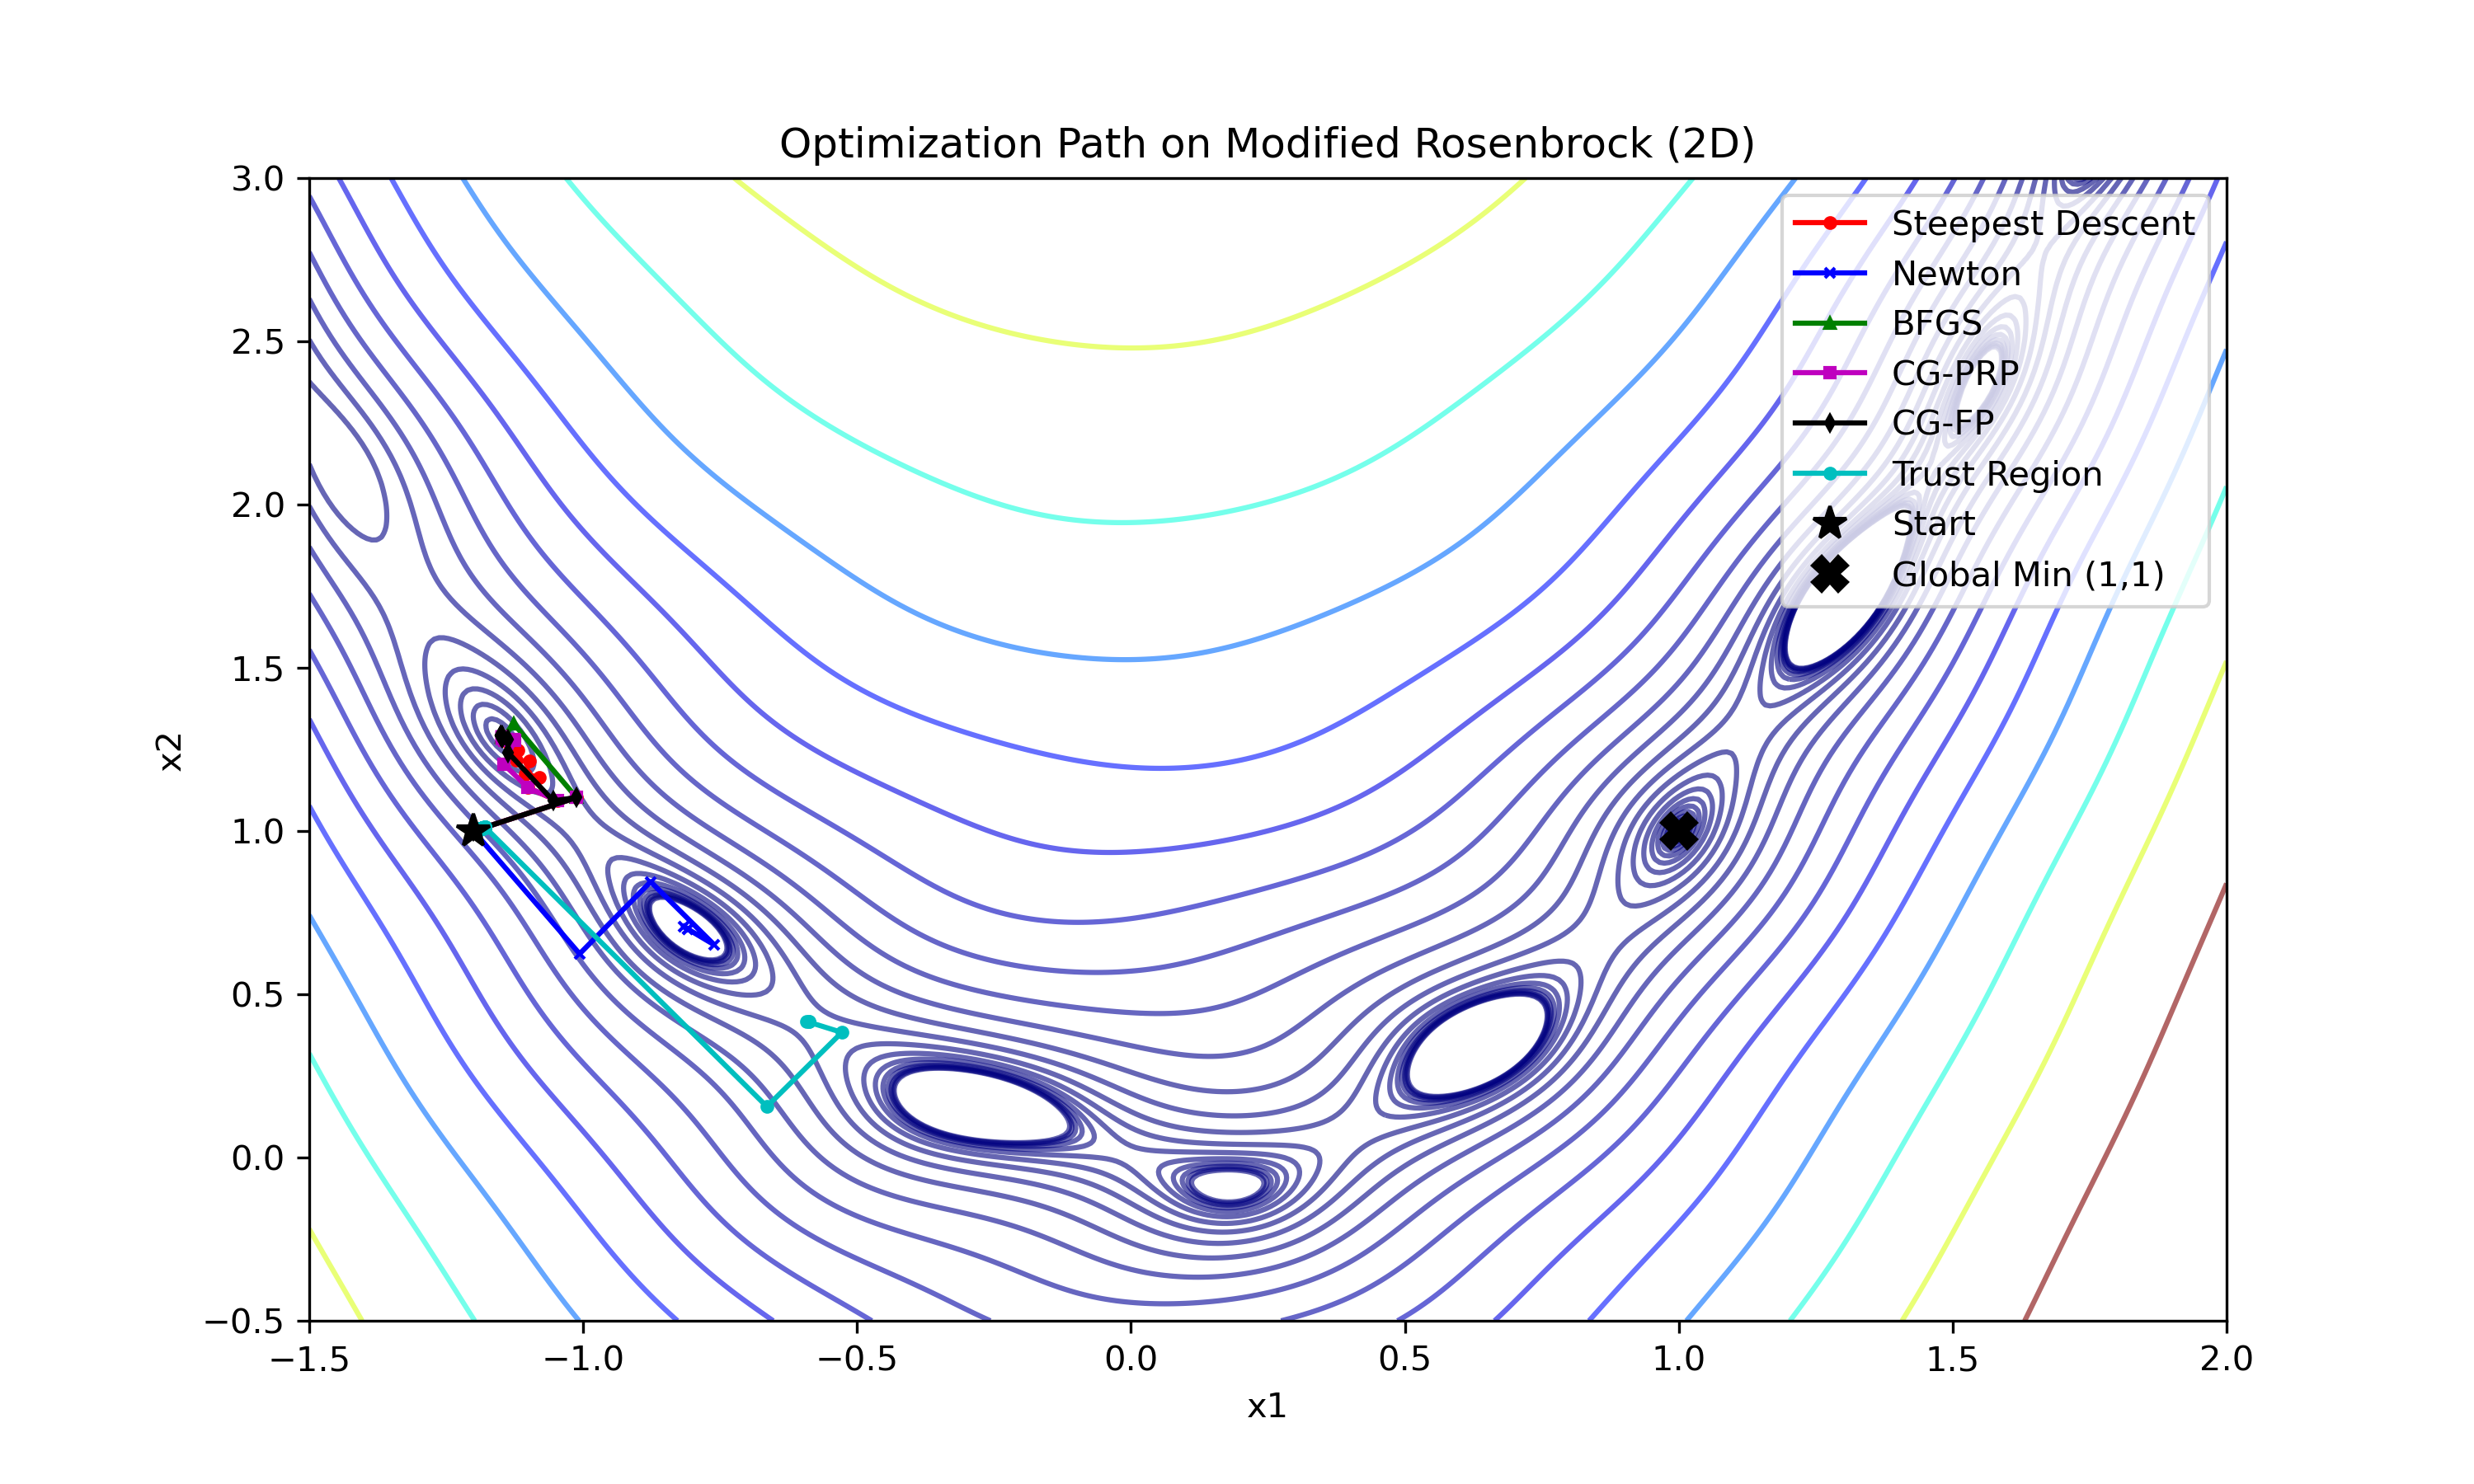 Optimization Path on Modified Rosenbrock (2D)
3.0
2.5
2.0
1.5
1.0
0.5
0.0
−0.5
x2
Steepest Descent
Newton
BFGS
CG-PRP
CG-FP
Trust Region
Start
Global Min (1,1)
−1.5 −1.0 −0.5 0.0 0.5 1.0 1.5 2.0
x1